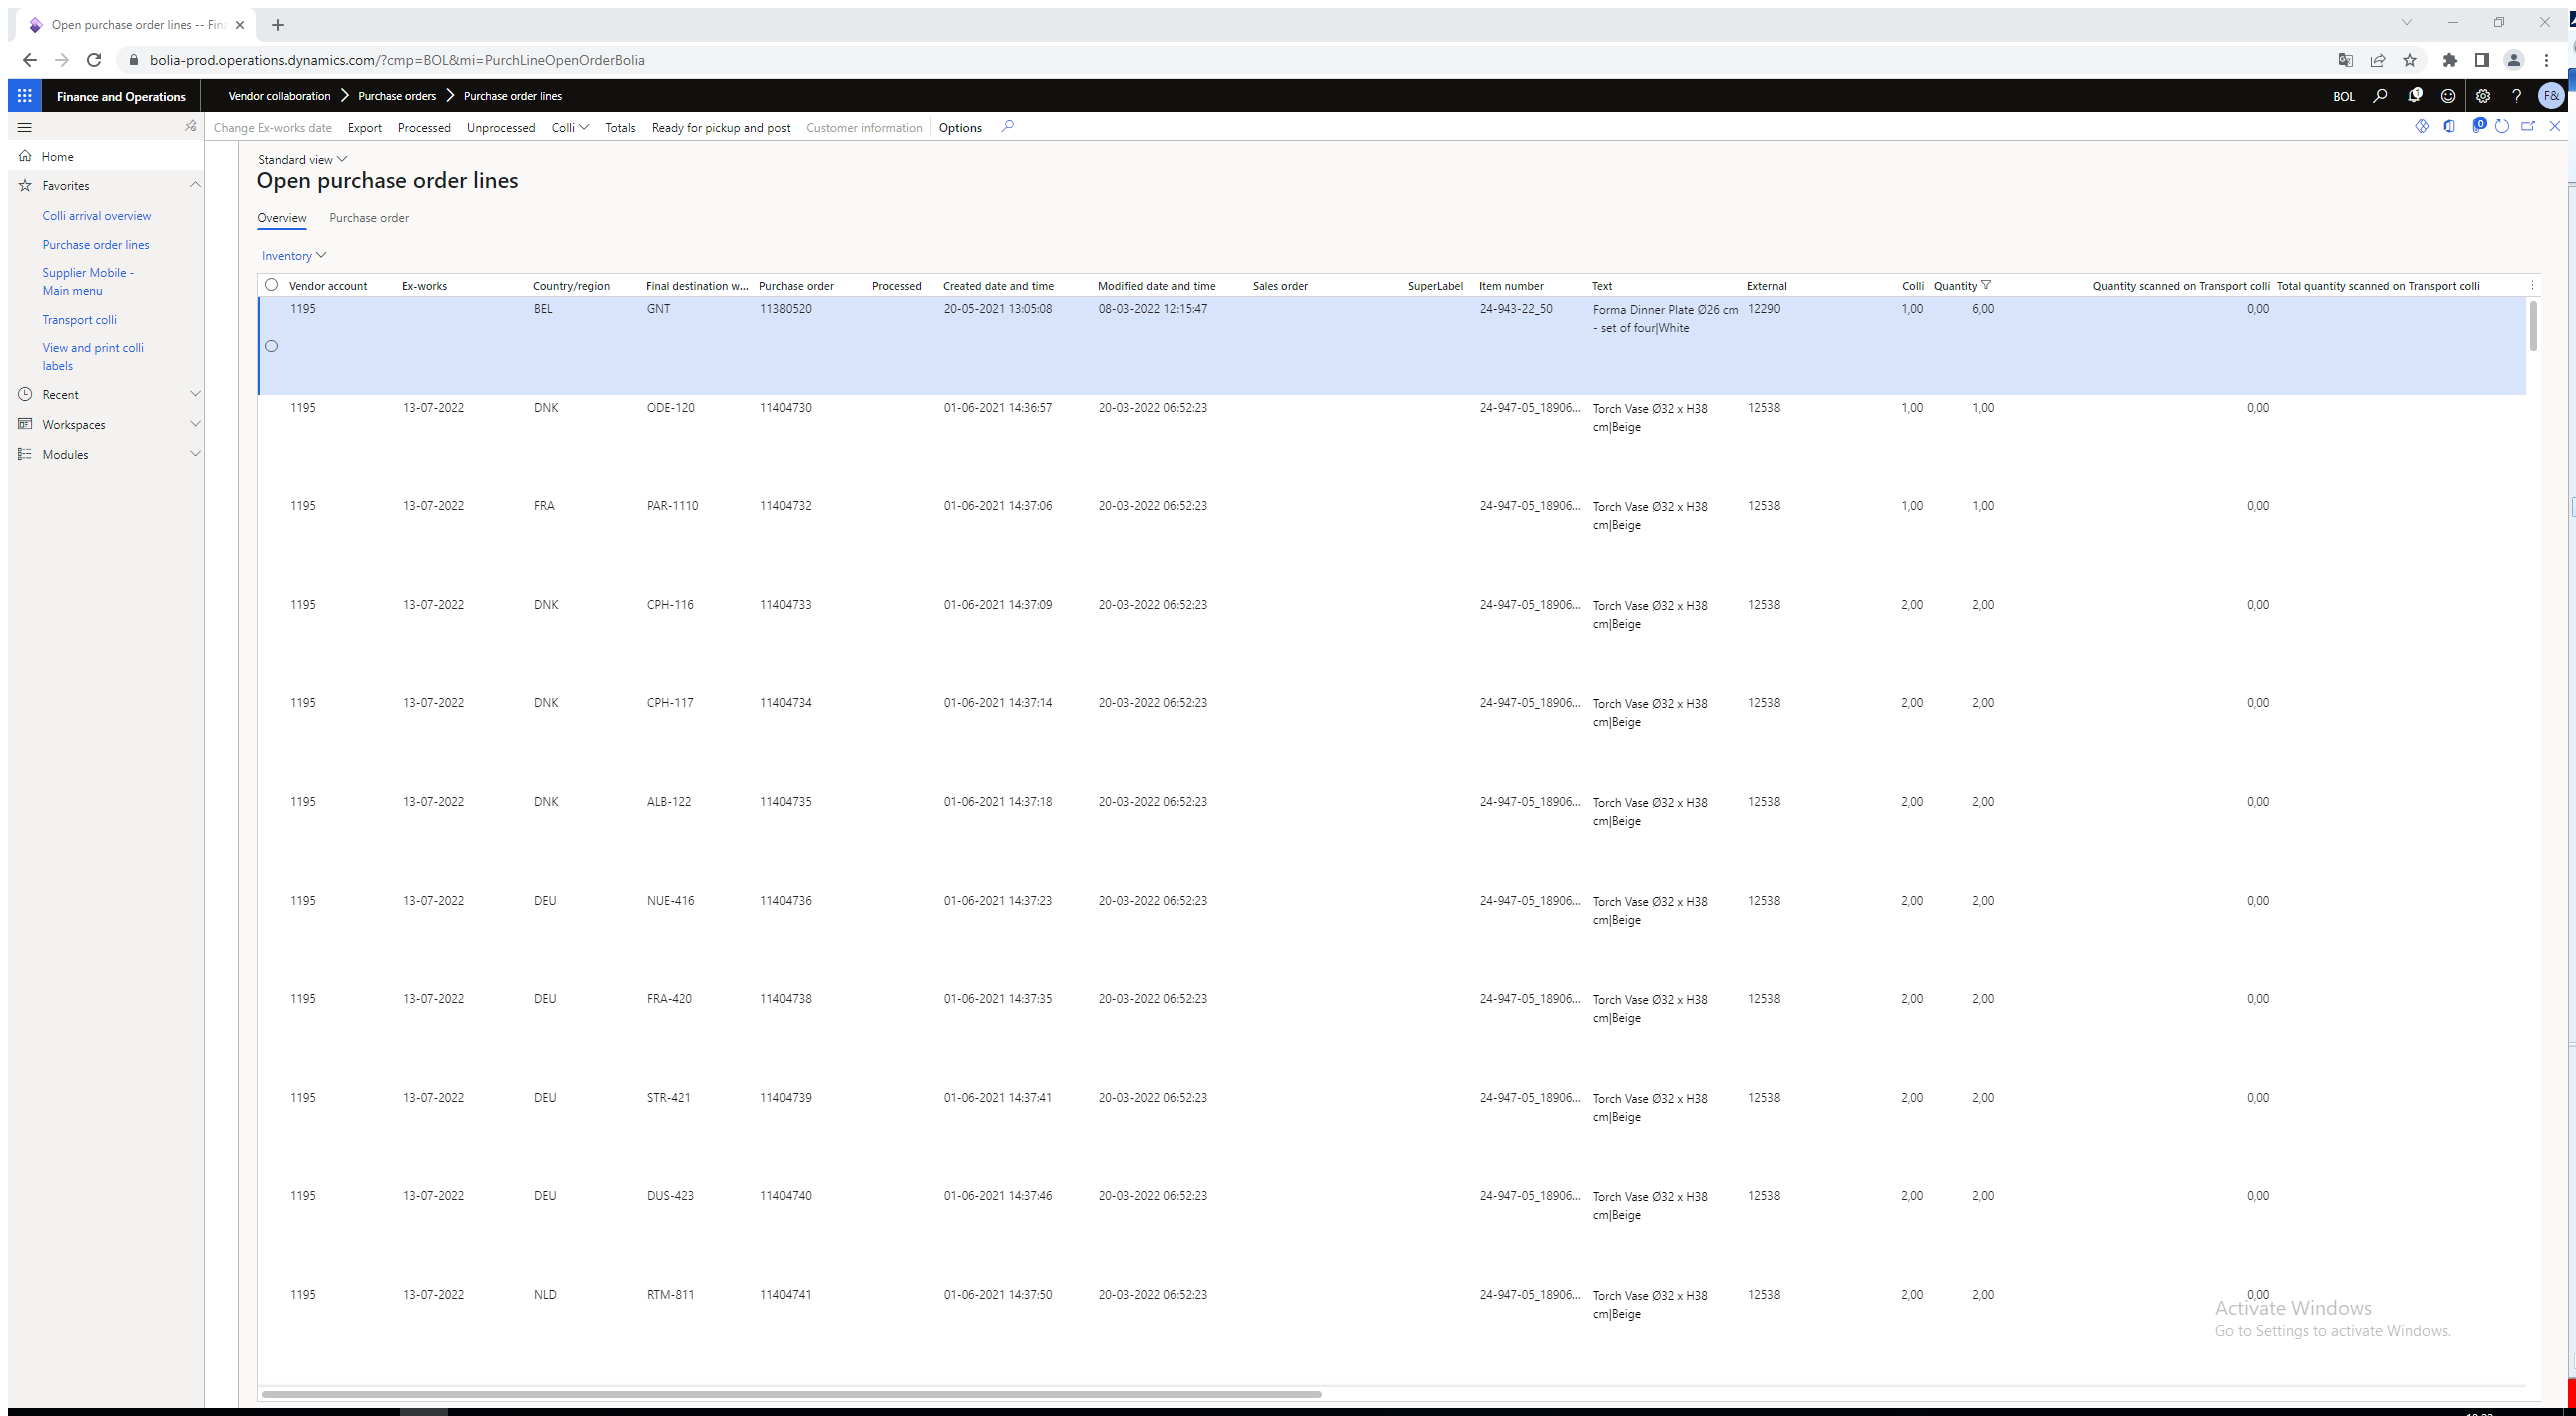 Open purchase order lines -- Fin
bolia-prod.operations.dynamics.com/?cmp=BOL&mi=PurchLineOpenOrderBolia
Finance and Operations Vendor collaboration Purchase orders Purchase order lines BOL 1 ? F&
Change Ex-works date Export Processed Unprocessed Colli Totals Ready for pickup and post Customer information Options 0
Home
Favorites
Colli arrival overview
Purchase order lines
Supplier Mobile -
Main menu
Transport colli
View and print colli
labels
Recent
Workspaces
Modules
Standard view
Open purchase order lines
Overview Purchase order
Inventory
Vendor account Ex-works Country/region Final destination w... Purchase order Processed Created date and time Modified date and time Sales order SuperLabel Item number Text External Colli Quantity Quantity scanned on Transport colli Total quantity scanned on Transport colli
1195 BEL GNT 11380520 20-05-2021 13:05:08 08-03-2022 12:15:47 24-943-22_50 Forma Dinner Plate Ø26 cm 12290 1,00 6,00 0,00
- set of four|White
1195 13-07-2022 DNK ODE-120 11404730 01-06-2021 14:36:57 20-03-2022 06:52:23 24-947-05_18906... Torch Vase Ø32 x H38 12538 1,00 1,00 0,00
cm|Beige
1195 13-07-2022 FRA PAR-1110 11404732 01-06-2021 14:37:06 20-03-2022 06:52:23 24-947-05_18906... Torch Vase Ø32 x H38 12538 1,00 1,00 0,00
cm|Beige
1195 13-07-2022 DNK CPH-116 11404733 01-06-2021 14:37:09 20-03-2022 06:52:23 24-947-05_18906... Torch Vase Ø32 x H38 12538 2,00 2,00 0,00
cm|Beige
1195 13-07-2022 DNK CPH-117 11404734 01-06-2021 14:37:14 20-03-2022 06:52:23 24-947-05_18906... Torch Vase Ø32 x H38 12538 2,00 2,00 0,00
cm|Beige
1195 13-07-2022 DNK ALB-122 11404735 01-06-2021 14:37:18 20-03-2022 06:52:23 24-947-05_18906... Torch Vase Ø32 x H38 12538 2,00 2,00 0,00
cm|Beige
1195 13-07-2022 DEU NUE-416 11404736 01-06-2021 14:37:23 20-03-2022 06:52:23 24-947-05_18906... Torch Vase Ø32 x H38 12538 2,00 2,00 0,00
cm|Beige
1195 13-07-2022 DEU FRA-420 11404738 01-06-2021 14:37:35 20-03-2022 06:52:23 24-947-05_18906... Torch Vase Ø32 x H38 12538 2,00 2,00 0,00
cm|Beige
1195 13-07-2022 DEU STR-421 11404739 01-06-2021 14:37:41 20-03-2022 06:52:23 24-947-05_18906... Torch Vase Ø32 x H38 12538 2,00 2,00 0,00
cm|Beige
1195 13-07-2022 DEU DUS-423 11404740 01-06-2021 14:37:46 20-03-2022 06:52:23 24-947-05_18906... Torch Vase Ø32 x H38 12538 2,00 2,00 0,00
cm|Beige
1195 13-07-2022 NLD RTM-811 11404741 01-06-2021 14:37:50 20-03-2022 06:52:23 24-947-05_18906... Torch Vase Ø32 x H38 12538 2,00 2,00 0,00
cm|Beige
Activate Windows
Go to Settings to activate Windows.